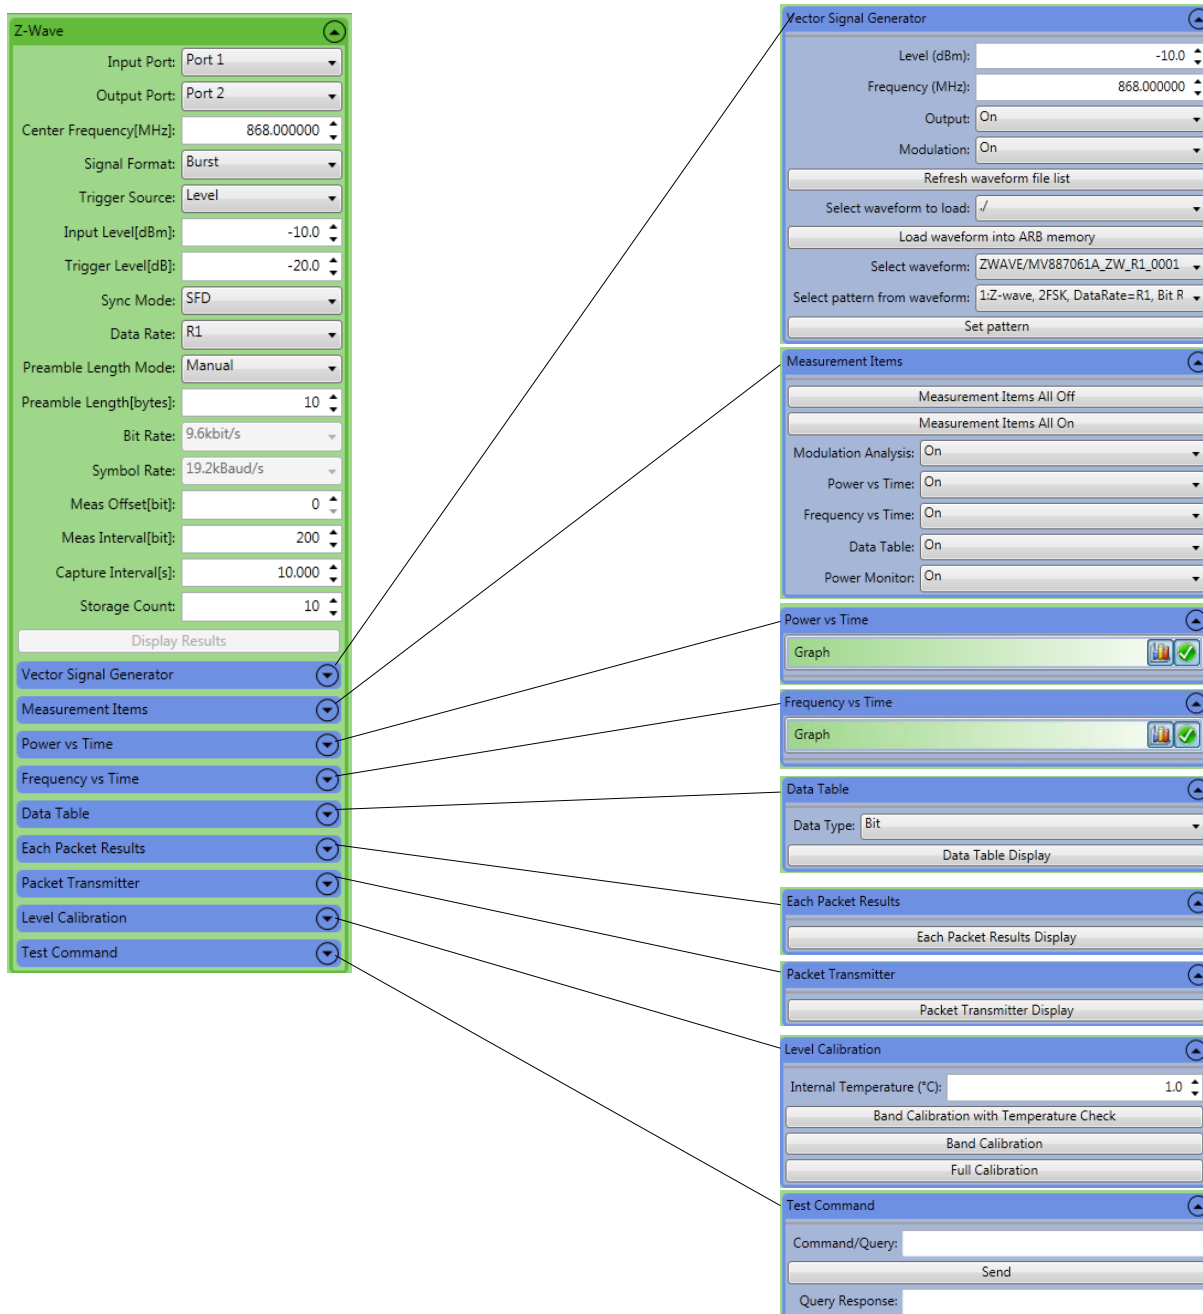 Z-Wave
Input Port: Port 1
Output Port: Port 2
Center Frequency[MHz]: 868.000000
Signal Format: Burst
Trigger Source: Level
Input Level[dBm]: -10.0
Trigger Level[dB]: -20.0
Sync Mode: SFD
Data Rate: R1
Preamble Length Mode: Manual
Preamble Length[bytes]: 10
Bit Rate: 9.6kbit/s
Symbol Rate: 19.2kBaud/s
Meas Offset[bit]: 0
Meas Interval[bit]: 200
Capture Interval[s]: 10.000
Storage Count: 10
Display Results
Vector Signal Generator
Measurement Items
Power vs Time
Frequency vs Time
Data Table
Each Packet Results
Packet Transmitter
Level Calibration
Test Command
Vector Signal Generator
Level (dBm): -10.0
Frequency (MHz): 868.000000
Output: On
Modulation: On
Refresh waveform file list
Select waveform to load: ./
Load waveform into ARB memory
Select waveform: ZWAVE/MV887061A_ZW_R1_0001
Select pattern from waveform: 1:Z-wave, 2FSK, DataRate=R1, Bit R
Set pattern
Measurement Items
Measurement Items All Off
Measurement Items All On
Modulation Analysis: On
Power vs Time: On
Frequency vs Time: On
Data Table: On
Power Monitor: On
Power vs Time
Graph
Frequency vs Time
Graph
Data Table
Data Type: Bit
Data Table Display
Each Packet Results
Each Packet Results Display
Packet Transmitter
Packet Transmitter Display
Level Calibration
Internal Temperature (°C): 1.0
Band Calibration with Temperature Check
Band Calibration
Full Calibration
Test Command
Command/Query:
Send
Query Response: